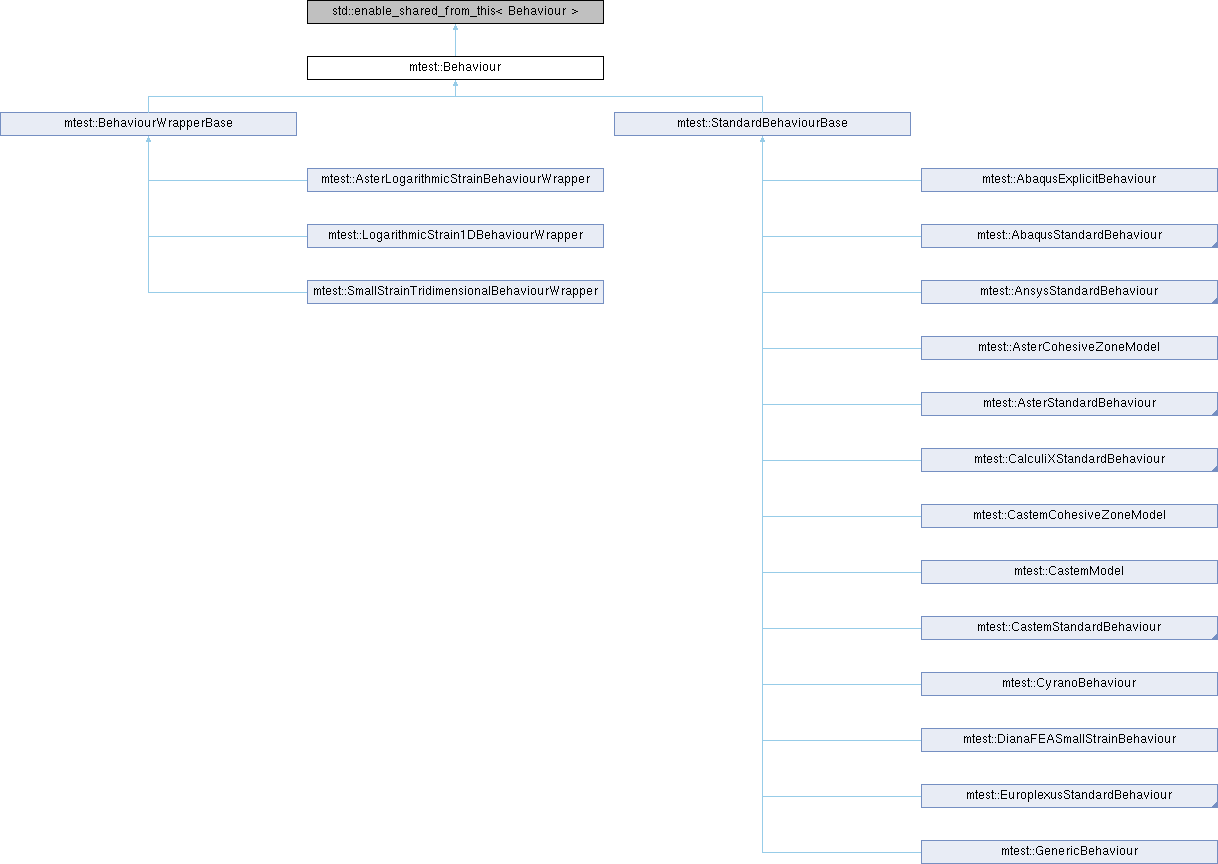 std::enable_shared_from_this< Behaviour >
mtest::Behaviour
mtest::BehaviourWrapperBase
mtest::StandardBehaviourBase
mtest::AsterLogarithmicStrainBehaviourWrapper
mtest::AbaqusExplicitBehaviour
mtest::LogarithmicStrain1DBehaviourWrapper
mtest::AbaqusStandardBehaviour
mtest::SmallStrainTridimensionalBehaviourWrapper
mtest::AnsysStandardBehaviour
mtest::AsterCohesiveZoneModel
mtest::AsterStandardBehaviour
mtest::CalculiXStandardBehaviour
mtest::CastemCohesiveZoneModel
mtest::CastemModel
mtest::CastemStandardBehaviour
mtest::CyranoBehaviour
mtest::DianaFEASmallStrainBehaviour
mtest::EuroplexusStandardBehaviour
mtest::GenericBehaviour